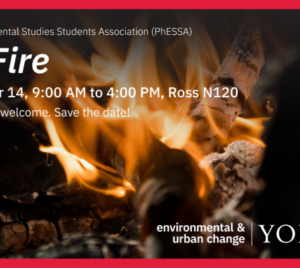 ental Studies Students Association (PhESSA)
Fire
r 14, 9:00 AM to 4:00 PM, Ross N120
welcome. Save the date!
environmental &
urban change
YO